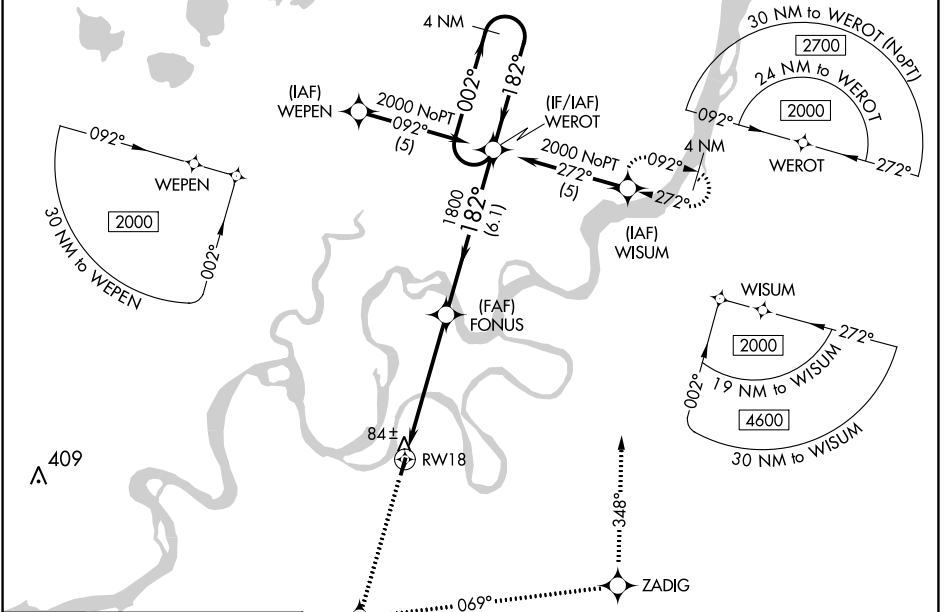 4 NM
002°
182°
(IAF)
WEPEN
2000 NoPT
092°
(5)
(IF/IAF)
WEROT
2000 NoPT
272°
(5)
092°
4 NM
272°
(IAF)
WISUM
30 NM to WEROT (NoPT)
2700
24 NM to WEROT
2000
092°
WEROT
272°
092°
WEPEN
2000
002°
30 NM to WEPEN
1800
182°
(6.1)
(FAF)
FONUS
WISUM
272°
2000
002°
19 NM to WISUM
4600
30 NM to WISUM
84±
RW18
409
348°
ZADIG
069°